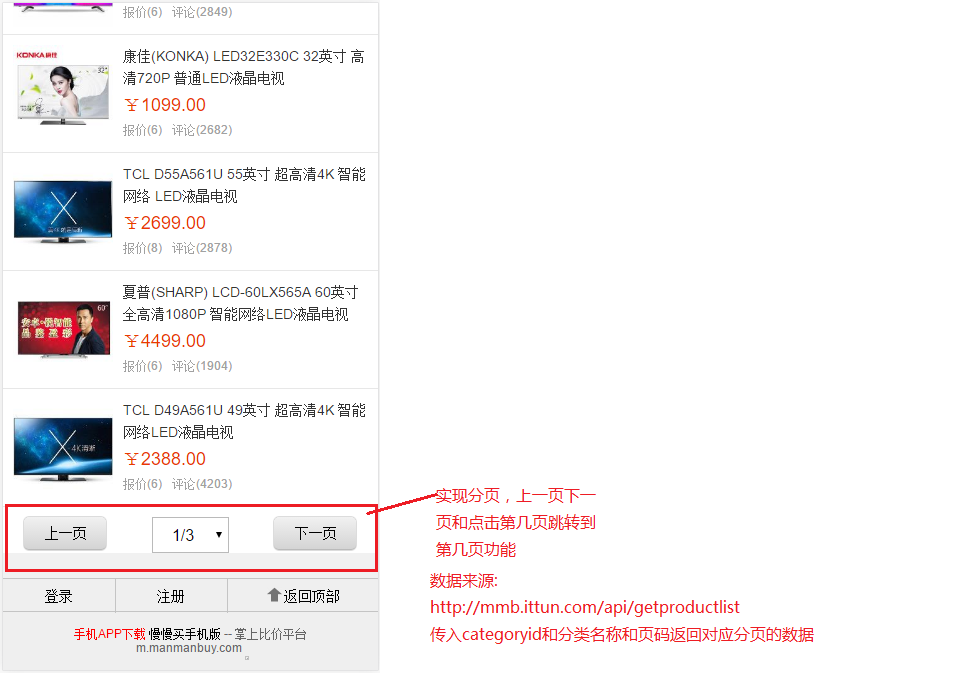 报价(6) 评论(2849)
KONKA 康佳
32"
康佳(KONKA) LED32E330C 32英寸 高
清720P 普通LED液晶电视
￥1099.00
报价(6) 评论(2682)
TCL D55A561U 55英寸 超高清4K 智能
网络 LED液晶电视
￥2699.00
报价(8) 评论(2878)
60"
夏普(SHARP) LCD-60LX565A 60英寸
全高清1080P 智能网络LED液晶电视
￥4499.00
报价(6) 评论(1904)
4K清晰
TCL D49A561U 49英寸 超高清4K 智能
网络LED液晶电视
￥2388.00
报价(6) 评论(4203)
上一页 1/3 下一页
实现分页，上一页下一
页和点击第几页跳转到
第几页功能
数据来源:
http://mmb.ittun.com/api/getproductlist
传入categoryid和分类名称和页码返回对应分页的数据
登录 注册 返回顶部
手机APP下载 慢慢买手机版 -- 掌上比价平台
m.manmanbuy.com